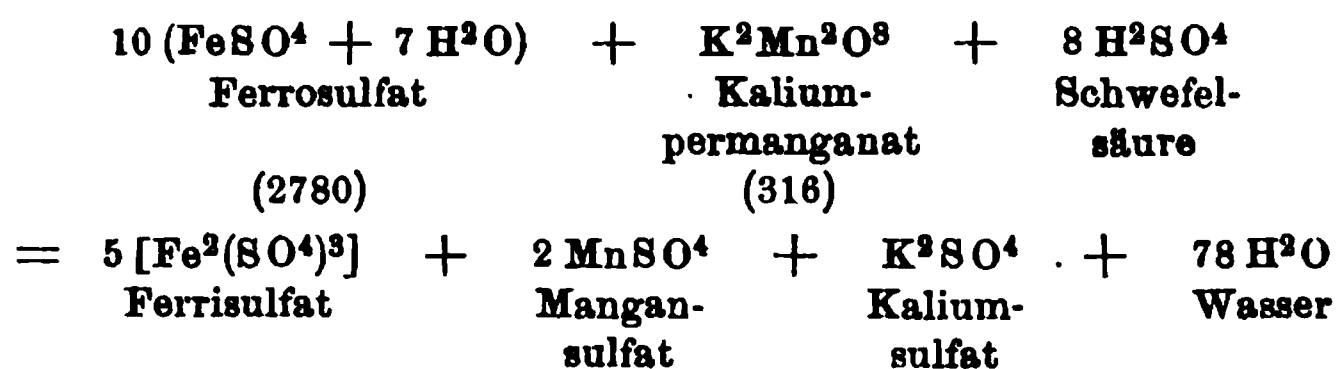 10 (FeSO⁴ + 7 H²O) + K²Mn²O⁸ + 8 H²SO⁴
Ferrosulfat Kalium- Schwefel-
permanganat säure
(2780) (316)
= 5 [Fe²(SO⁴)³] + 2 MnSO⁴ + K²SO⁴ + 78 H²O
Ferrisulfat Mangan- Kalium- Wasser
sulfat sulfat